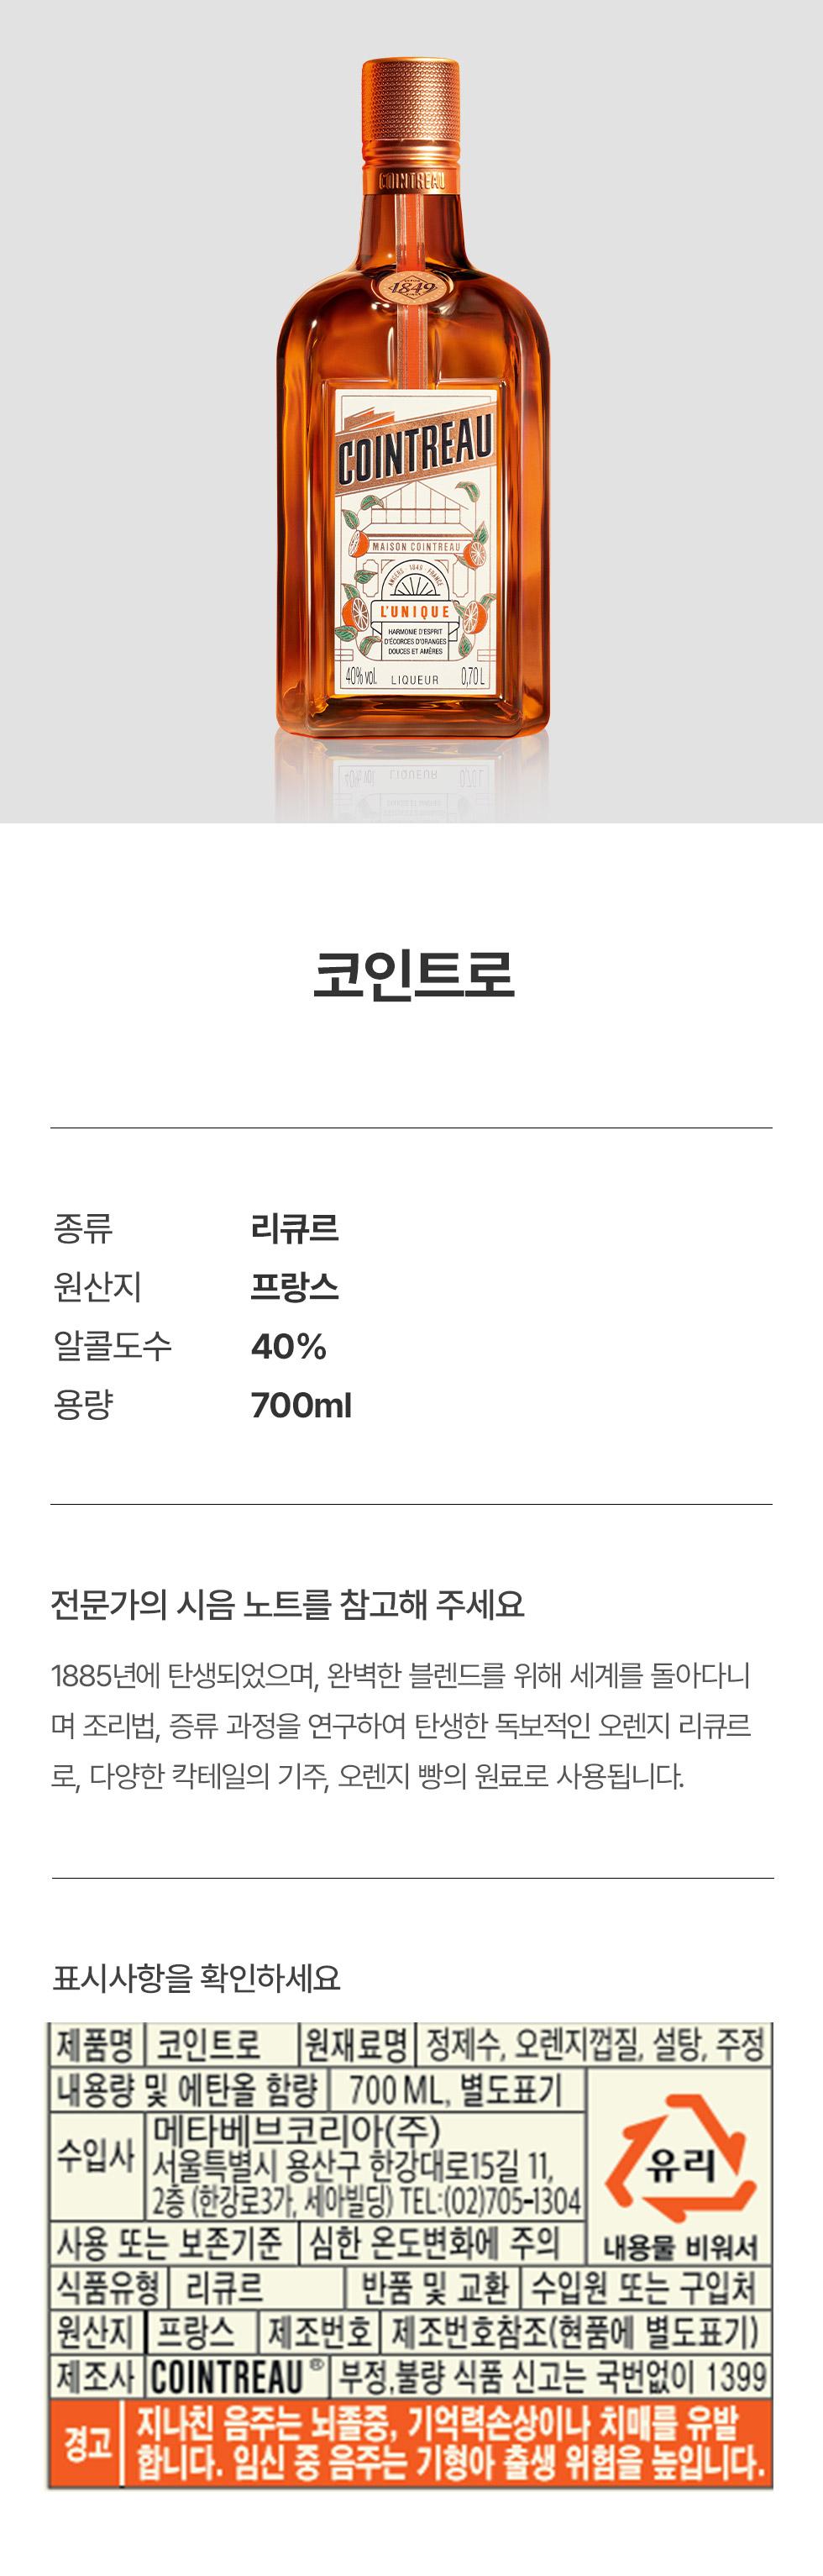 COINTREAU
1849
COINTREAU
MAISON COINTREAU
ANGERS · 1849 · FRANCE
L'UNIQUE
HARMONIE D'ESPRIT
D'ÉCORCES D'ORANGES
DOUCES ET AMÈRES
40% vol. LIQUEUR 0,70 L
코인트로
종류 리큐르
원산지 프랑스
알콜도수 40%
용량 700ml
전문가의 시음 노트를 참고해 주세요
1885년에 탄생되었으며, 완벽한 블렌드를 위해 세계를 돌아다니
며 조리법, 증류 과정을 연구하여 탄생한 독보적인 오렌지 리큐르
로, 다양한 칵테일의 기주, 오렌지 빵의 원료로 사용됩니다.
표시사항을 확인하세요
제품명 코인트로 원재료명 정제수, 오렌지껍질, 설탕, 주정
내용량 및 에탄올 함량 700 ML, 별도표기
수입사 메타베브코리아(주)
서울특별시 용산구 한강대로15길 11,
2층 (한강로3가, 세아빌딩) TEL:(02)705-1304
유리
사용 또는 보존기준 심한 온도변화에 주의
내용물 비워서
식품유형 리큐르 반품 및 교환 수입원 또는 구입처
원산지 프랑스 제조번호 제조번호참조(현품에 별도표기)
제조사 COINTREAU® 부정,불량 식품 신고는 국번없이 1399
경고 지나친 음주는 뇌졸중, 기억력손상이나 치매를 유발
합니다. 임신 중 음주는 기형아 출생 위험을 높입니다.